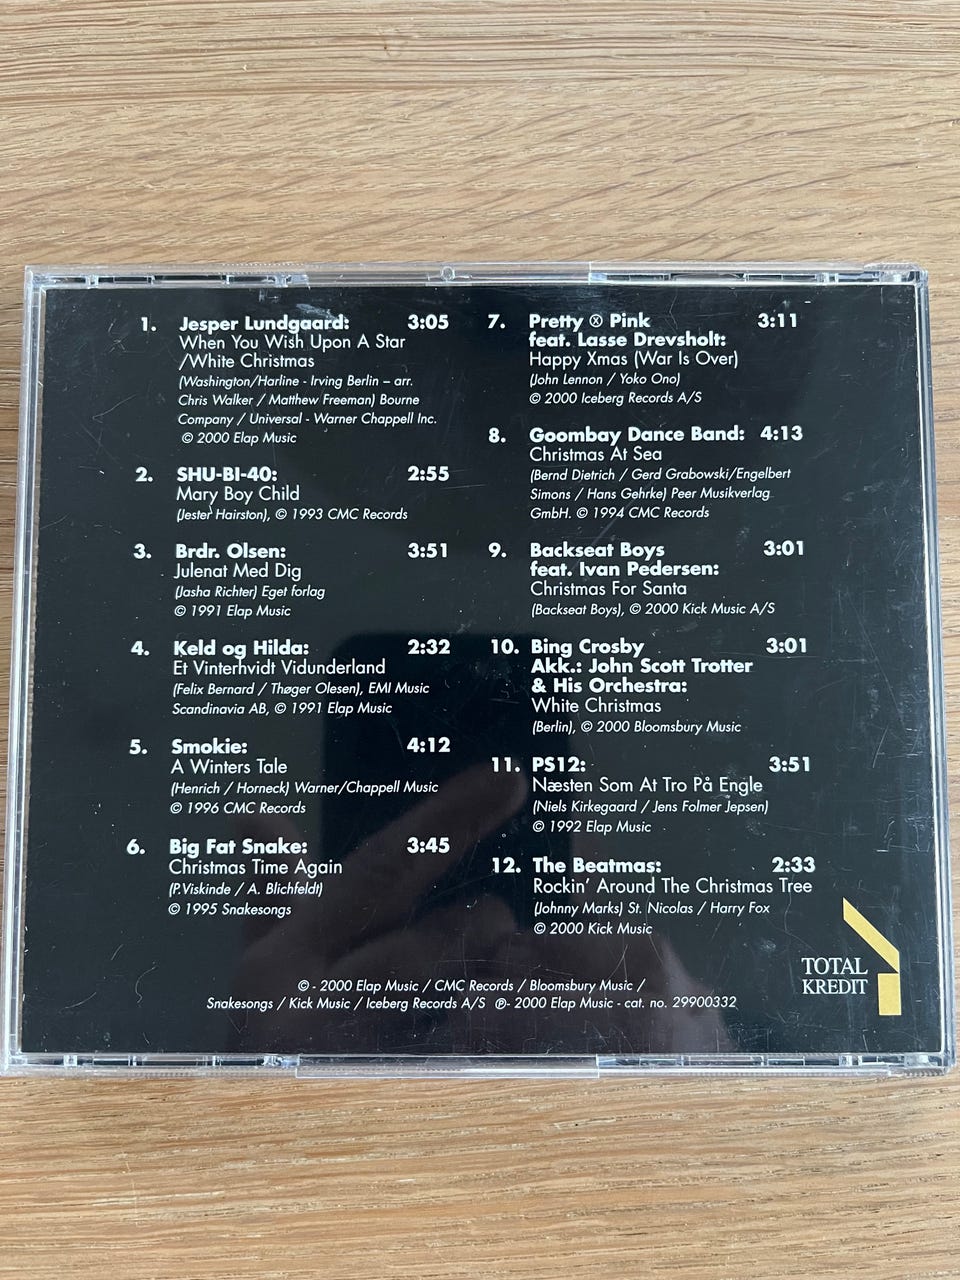 1. Jesper Lundgaard: 3:05
When You Wish Upon A Star
/White Christmas
(Washington/Harline - Irving Berlin – arr.
Chris Walker / Matthew Freeman) Bourne
Company / Universal - Warner Chappell Inc.
© 2000 Elap Music
2. SHU-BI-40: 2:55
Mary Boy Child
(Jester Hairston), © 1993 CMC Records
3. Brdr. Olsen: 3:51
Julenat Med Dig
(Jasha Richter) Eget forlag
© 1991 Elap Music
4. Keld og Hilda: 2:32
Et Vinterhvidt Vidunderland
(Felix Bernard / Thøger Olesen), EMI Music
Scandinavia AB, © 1991 Elap Music
5. Smokie: 4:12
A Winters Tale
(Henrich / Horneck) Warner/Chappell Music
© 1996 CMC Records
6. Big Fat Snake: 3:45
Christmas Time Again
(P.Viskinde / A. Blichfeldt)
© 1995 Snakesongs
7. Pretty ⓧ Pink 3:11
feat. Lasse Drevsholt:
Happy Xmas (War Is Over)
(John Lennon / Yoko Ono)
© 2000 Iceberg Records A/S
8. Goombay Dance Band: 4:13
Christmas At Sea
(Bernd Dietrich / Gerd Grabowski/Engelbert
Simons / Hans Gehrke) Peer Musikverlag
GmbH. © 1994 CMC Records
9. Backseat Boys 3:01
feat. Ivan Pedersen:
Christmas For Santa
(Backseat Boys), © 2000 Kick Music A/S
10. Bing Crosby 3:01
Akk.: John Scott Trotter
& His Orchestra:
White Christmas
(Berlin), © 2000 Bloomsbury Music
11. PS12: 3:51
Næsten Som At Tro På Engle
(Niels Kirkegaard / Jens Folmer Jepsen)
© 1992 Elap Music
12. The Beatmas: 2:33
Rockin' Around The Christmas Tree
(Johnny Marks) St. Nicolas / Harry Fox
© 2000 Kick Music
© - 2000 Elap Music / CMC Records / Bloomsbury Music /
Snakesongs / Kick Music / Iceberg Records A/S ℗- 2000 Elap Music - cat. no. 29900332
TOTAL
KREDIT